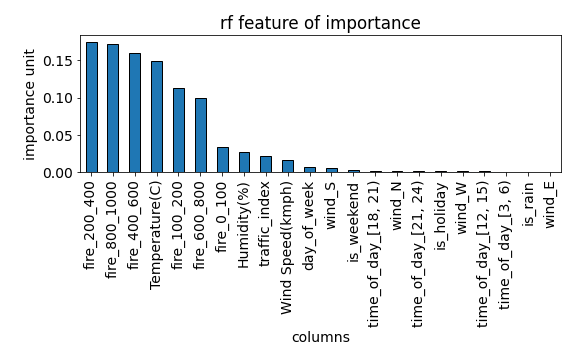 rf feature of importance
importance unit
0.15
0.10
0.05
0.00
fire_200_400
fire_800_1000
fire_400_600
Temperature(C)
fire_100_200
fire_600_800
fire_0_100
Humidity(%)
traffic_index
Wind Speed(kmph)
day_of_week
wind_S
is_weekend
time_of_day_[18, 21)
wind_N
time_of_day_[21, 24)
is_holiday
wind_W
time_of_day_[12, 15)
time_of_day_[3, 6)
is_rain
wind_E
columns